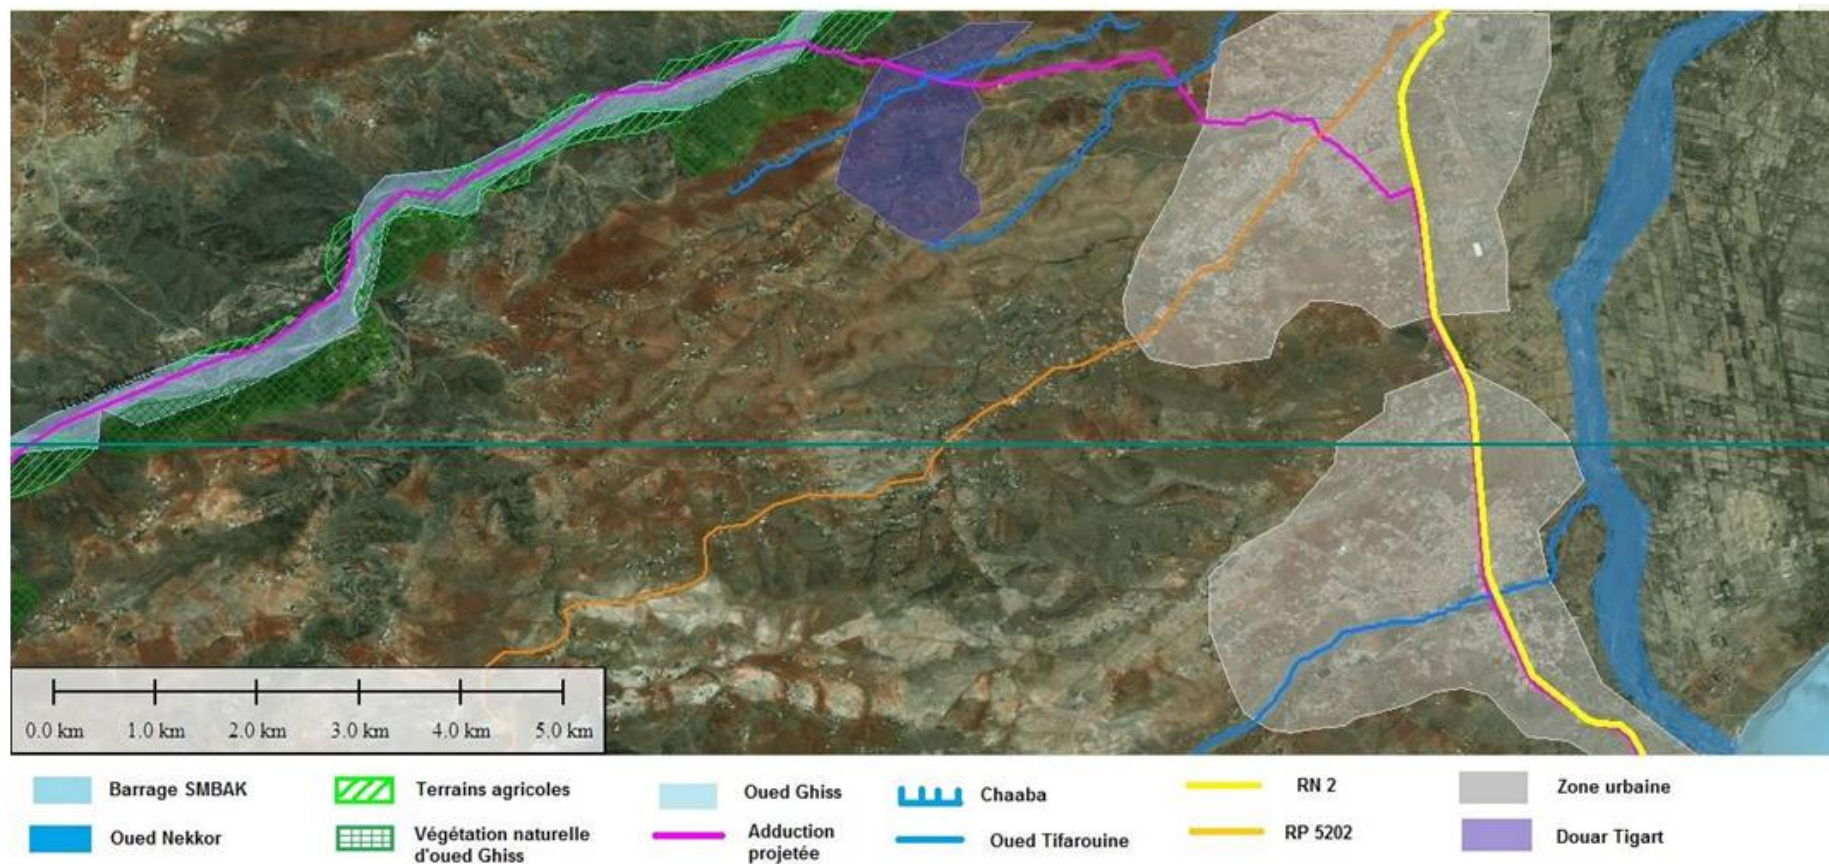 0.0 km 1.0 km 2.0 km 3.0 km 4.0 km 5.0 km
Barrage SMBAK
Terrains agricoles
Oued Ghiss
Chaaba
RN 2
Zone urbaine
Oued Nekkor
Végétation naturelle
d'oued Ghiss
Adduction
projetée
Oued Tifarouine
RP 5202
Douar Tigart